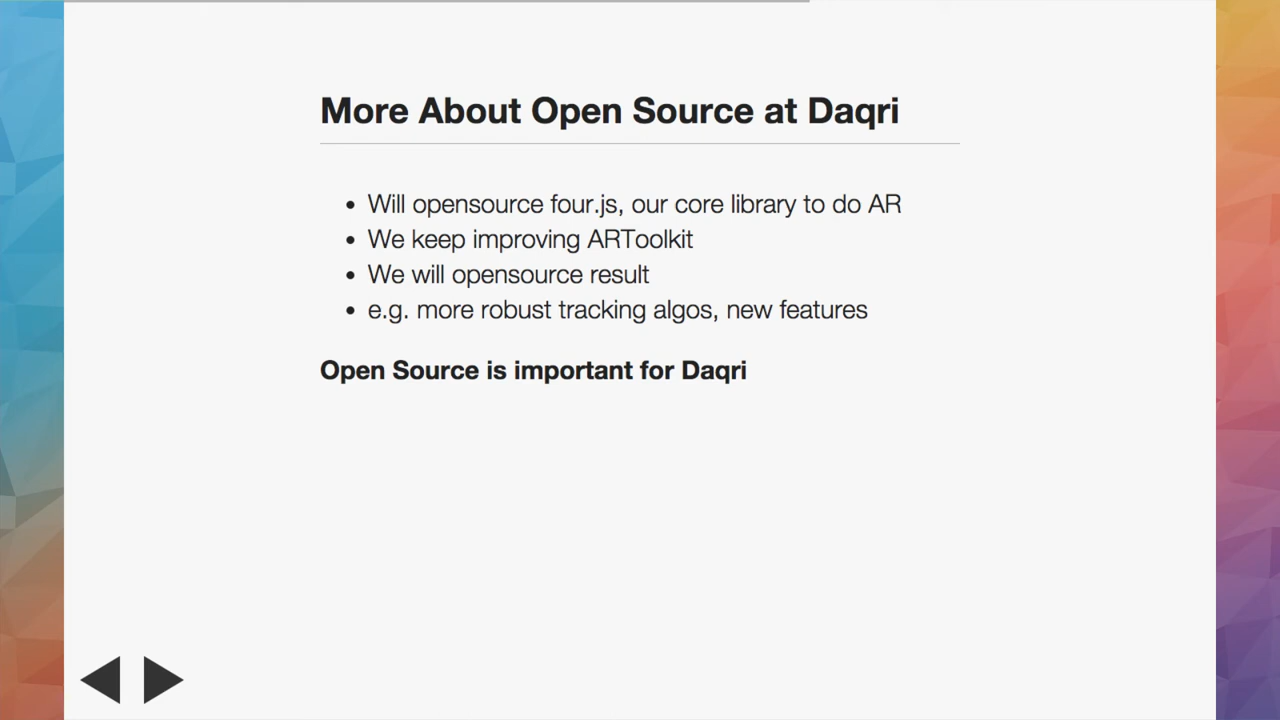 More About Open Source at Daqri
• Will opensource four.js, our core library to do AR
• We keep improving ARToolkit
• We will opensource result
• e.g. more robust tracking algos, new features
Open Source is important for Daqri